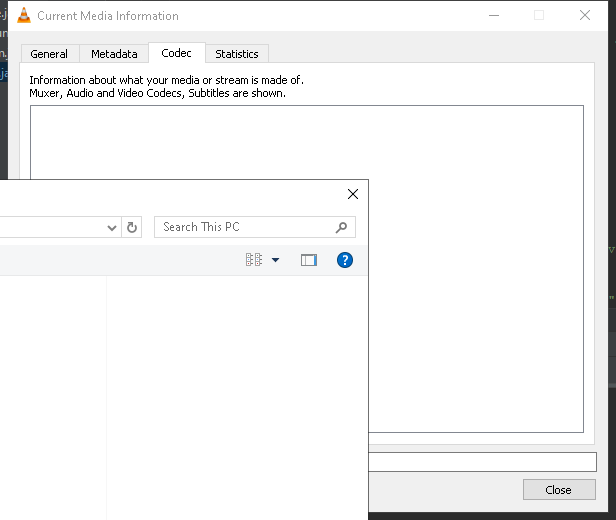 Current Media Information
General Metadata Codec Statistics
Information about what your media or stream is made of.
Muxer, Audio and Video Codecs, Subtitles are shown.
Search This PC
?
Close